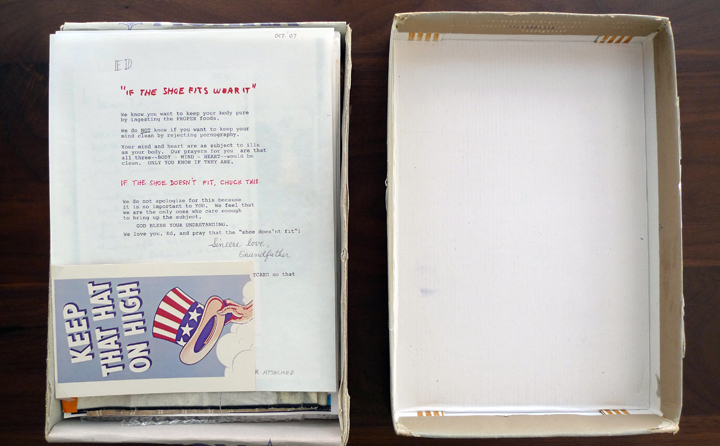 OCT. '07
ED
"IF THE SHOE FITS WEAR IT"
We know you want to keep your body pure
by ingesting the PROPER foods.
We do NOT know if you want to keep your
mind clean by rejecting pornography.
Your mind and heart are as subject to ills
as your body. Our prayers for you are that
all three--BODY - MIND - HEART--would be
clean. ONLY YOU KNOW IF THEY ARE.
IF THE SHOE DOESN'T FIT, CHUCK THIS
We do not apologize for this because
it is so important to YOU. We feel that
we are the only ones who care enough
to bring up the subject.
GOD BLESS YOUR UNDERSTANDING.
We love you, Ed, and pray that the "shoe does'nt fit";
Sincere love,
Grandfather
so that
ATTACHED
KEEP
THAT HAT
ON HIGH